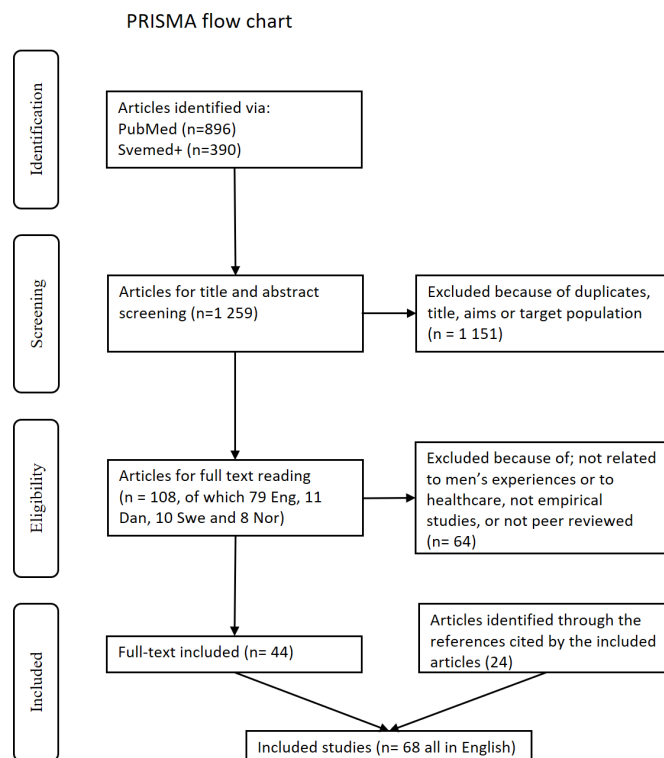 PRISMA flow chart
Identification
Articles identified via:
PubMed (n=896)
Svemed+ (n=390)
Screening
Articles for title and abstract
screening (n=1 259)
Excluded because of duplicates,
title, aims or target population
(n = 1 151)
Eligibility
Articles for full text reading
(n = 108, of which 79 Eng, 11
Dan, 10 Swe and 8 Nor)
Excluded because of; not related
to men’s experiences or to
healthcare, not empirical
studies, or not peer reviewed
(n= 64)
Included
Full-text included (n= 44)
Articles identified through the
references cited by the included
articles (24)
Included studies (n= 68 all in English)